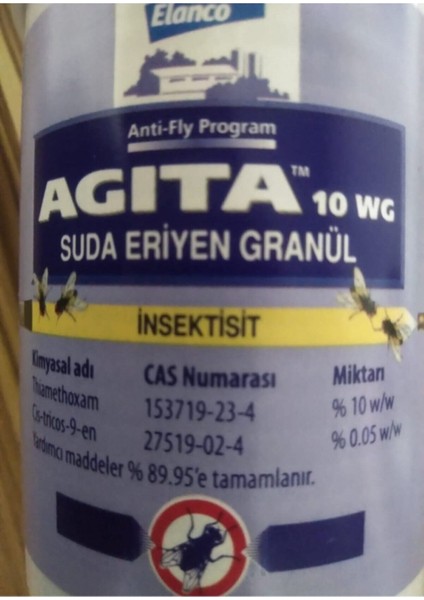 Elanco
Anti-Fly Program
AGITA™ 10 WG
SUDA ERİYEN GRANÜL
İNSEKTİSİT
Kimyasal adı CAS Numarası Miktarı
Thiamethoxam 153719-23-4 % 10 w/w
Cis-tricos-9-en 27519-02-4 % 0.05 w/w
Yardımcı maddeler % 89.95'e tamamlanır.